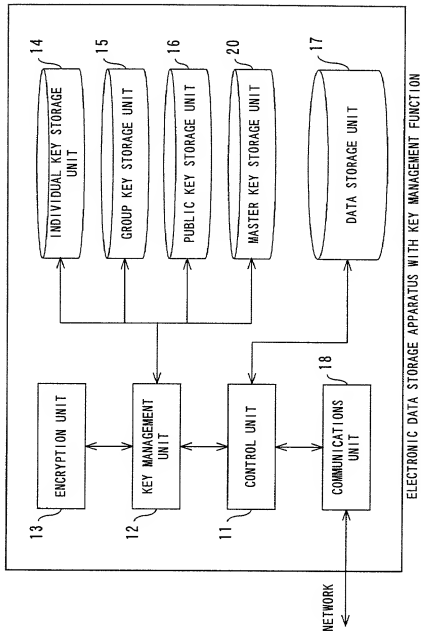 ENCRYPTION UNIT
13
KEY MANAGEMENT
UNIT
12
CONTROL UNIT
11
COMMUNICATIONS
UNIT
18
NETWORK
INDIVIDUAL KEY STORAGE
UNIT
14
GROUP KEY STORAGE UNIT
15
PUBLIC KEY STORAGE UNIT
16
MASTER KEY STORAGE UNIT
20
DATA STORAGE UNIT
17
ELECTRONIC DATA STORAGE APPARATUS WITH KEY MANAGEMENT FUNCTION